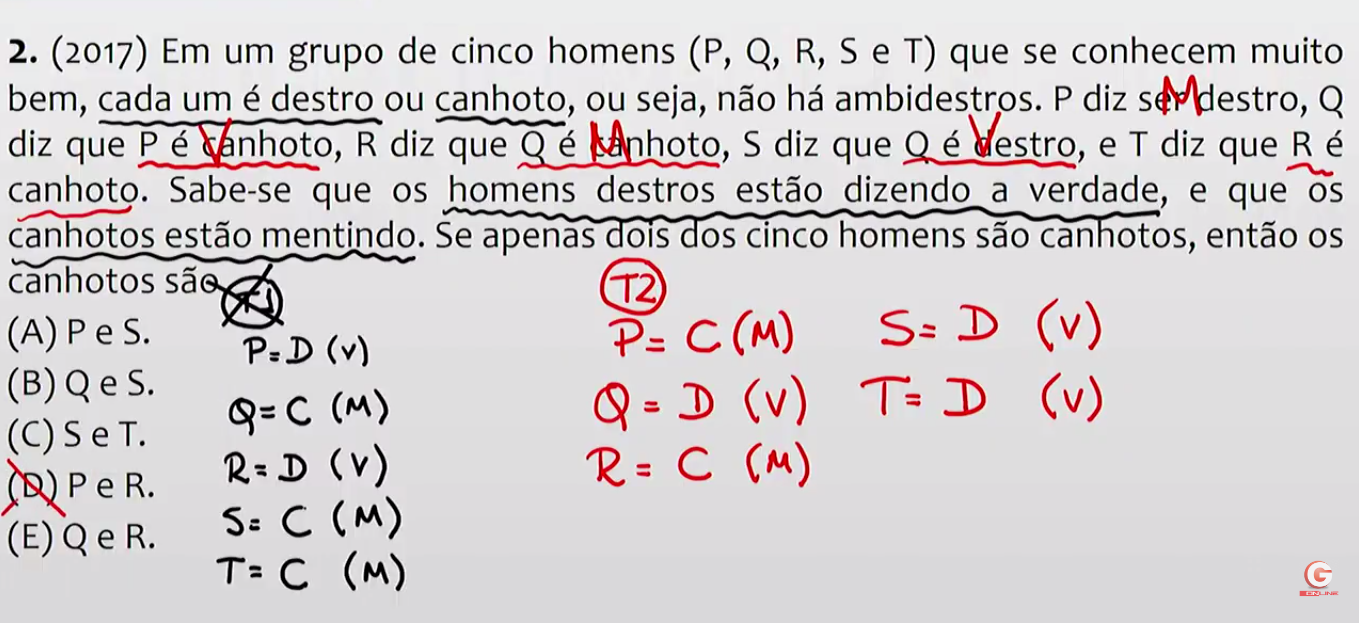 2. (2017) Em um grupo de cinco homens (P, Q, R, S e T) que se conhecem muito
bem, cada um é destro ou canhoto, ou seja, não há ambidestros. P diz ser destro, Q
M
diz que P é canhoto, R diz que Q é canhoto, S diz que Q é destro, e T diz que R é
V M V
canhoto. Sabe-se que os homens destros estão dizendo a verdade, e que os
canhotos estão mentindo. Se apenas dois dos cinco homens são canhotos, então os
canhotos são
T1
T2
(A) P e S.
(B) Q e S.
(C) S e T.
(D) P e R.
(E) Q e R.
P=D (V)
Q=C (M)
R=D (V)
S=C (M)
T=C (M)
P=C (M) S=D (V)
Q=D (V) T=D (V)
R=C (M)
G
ONLINE